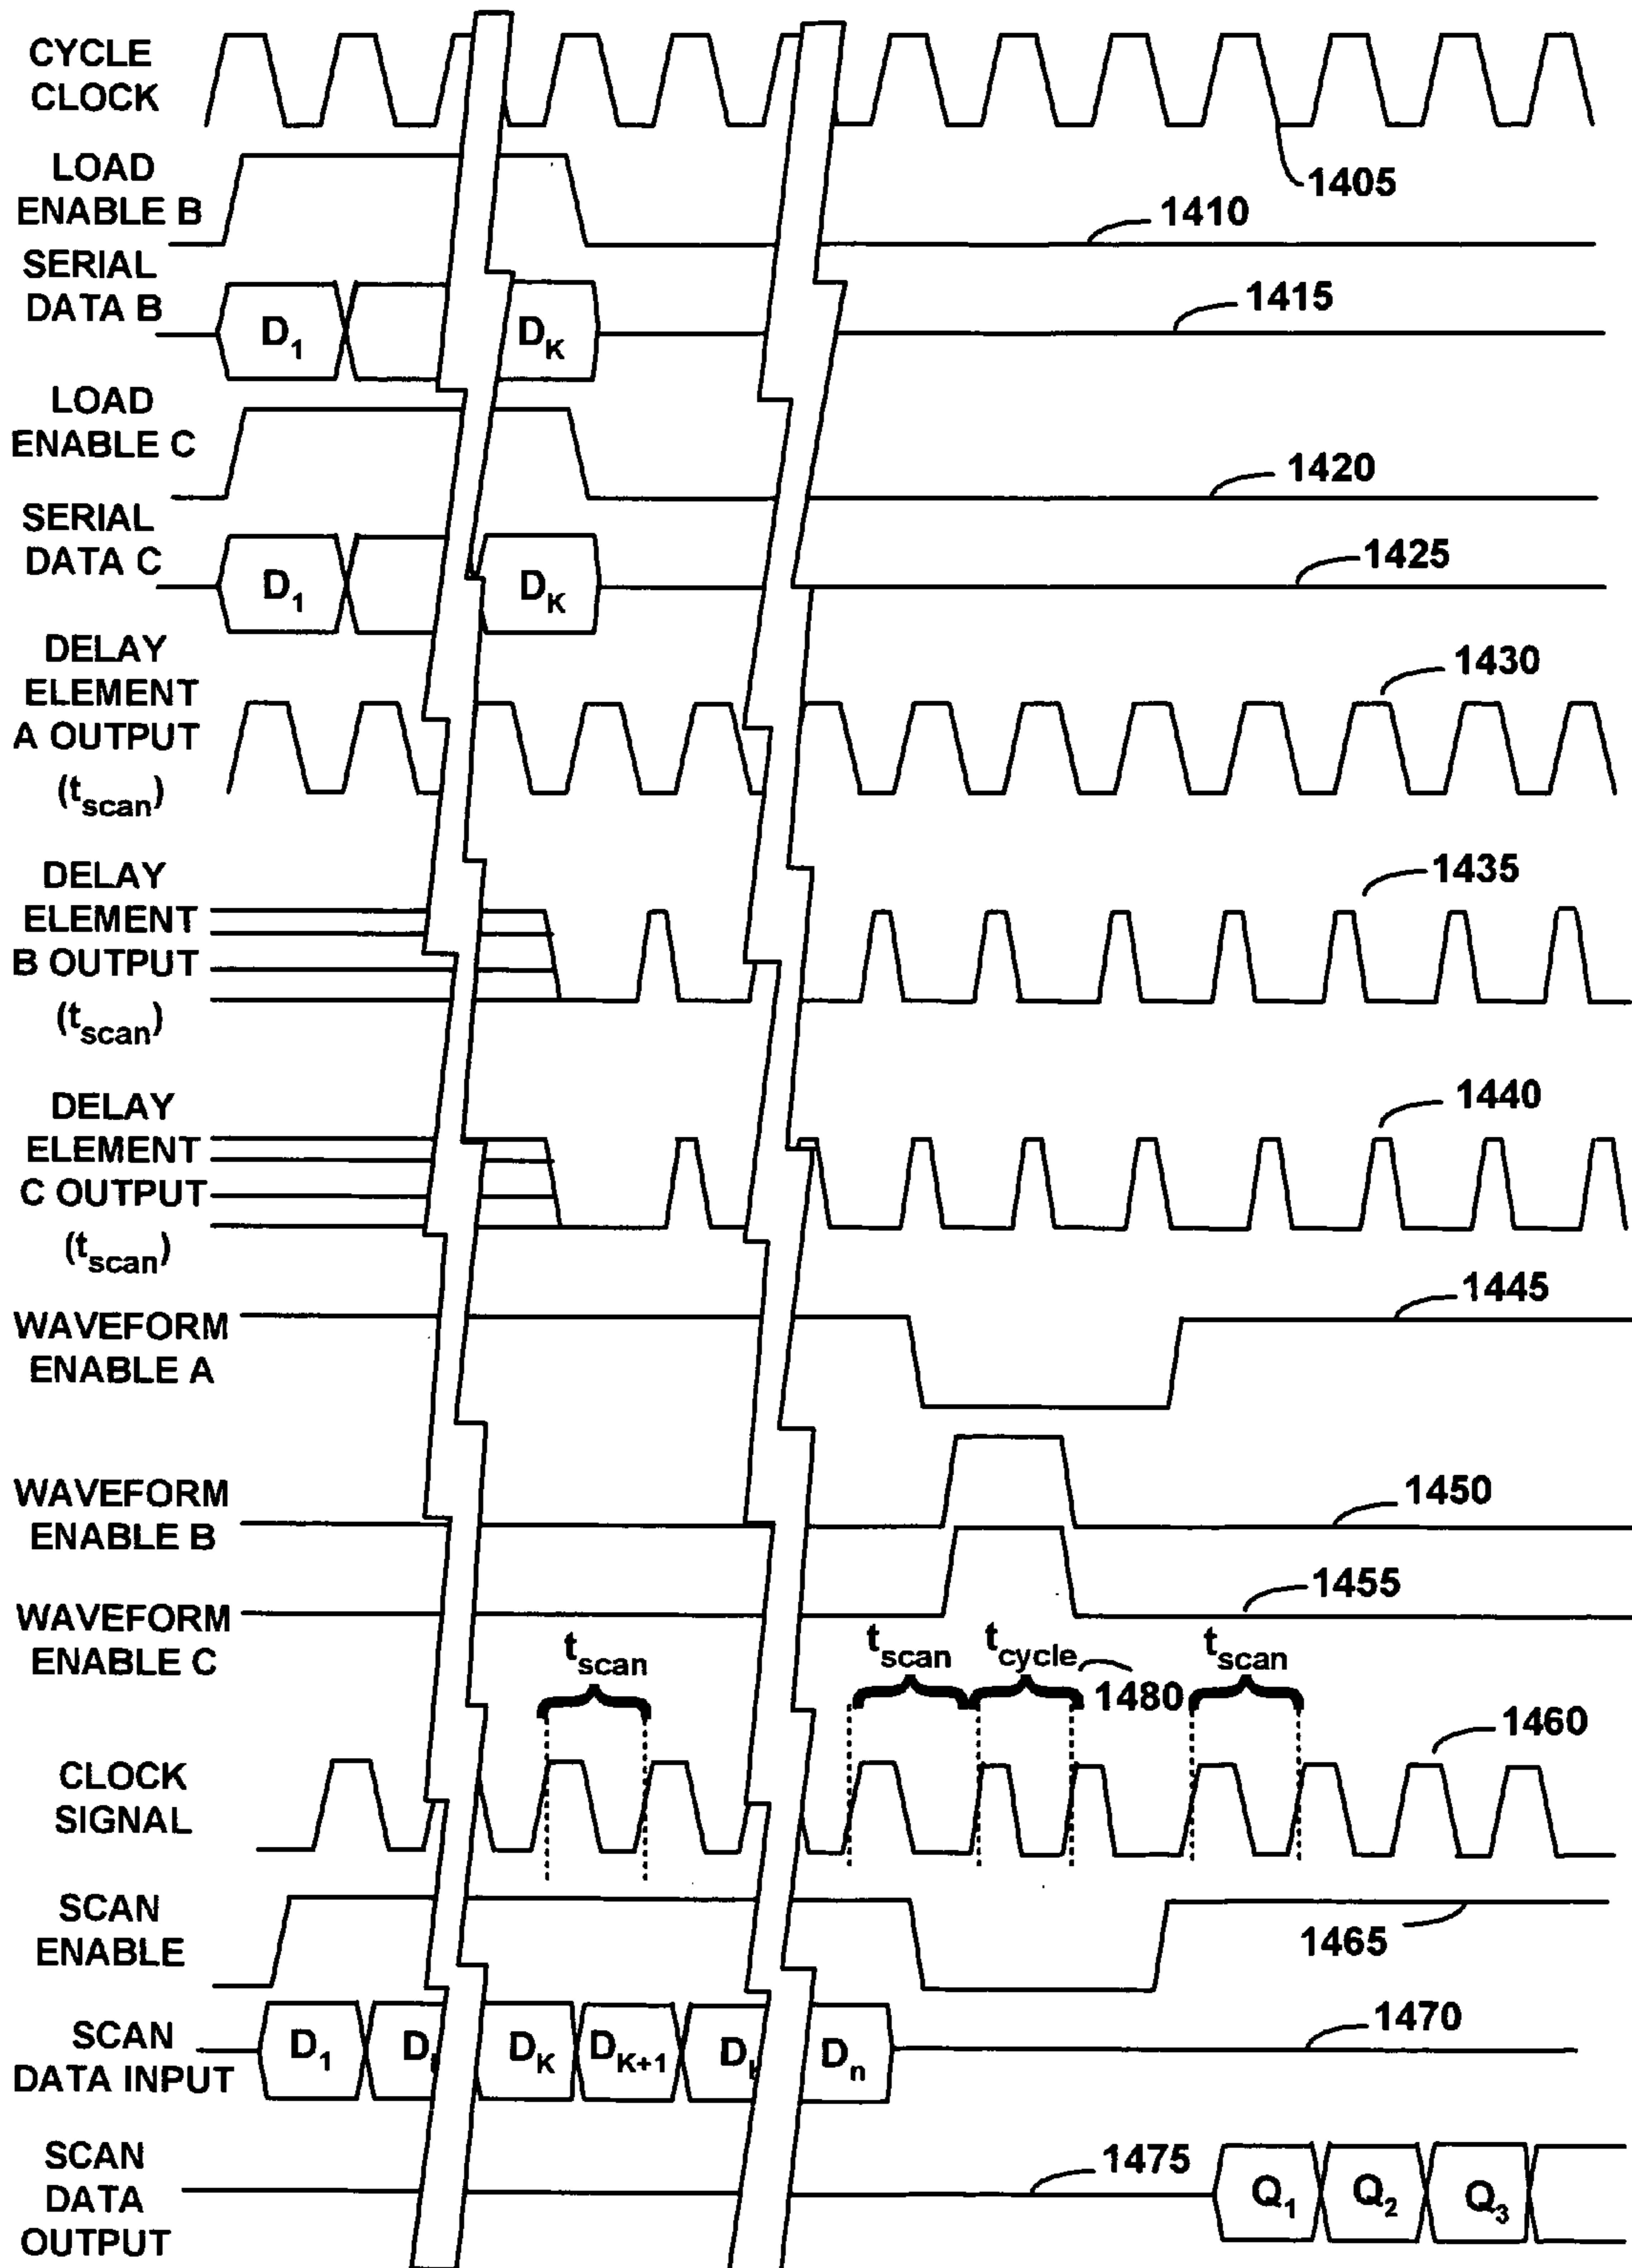 CYCLE
CLOCK
1405
LOAD
ENABLE B
1410
SERIAL
DATA B
D1
DK
1415
LOAD
ENABLE C
1420
SERIAL
DATA C
D1
DK
1425
DELAY
ELEMENT
A OUTPUT
(tscan)
1430
DELAY
ELEMENT
B OUTPUT
(tscan)
1435
DELAY
ELEMENT
C OUTPUT
(tscan)
1440
WAVEFORM
ENABLE A
1445
WAVEFORM
ENABLE B
1450
WAVEFORM
ENABLE C
1455
tscan
tscan
tcycle
1480
tscan
CLOCK
SIGNAL
1460
SCAN
ENABLE
1465
SCAN
DATA INPUT
D1
D
DK
DK+1
D
Dn
1470
SCAN
DATA
OUTPUT
1475
Q1
Q2
Q3